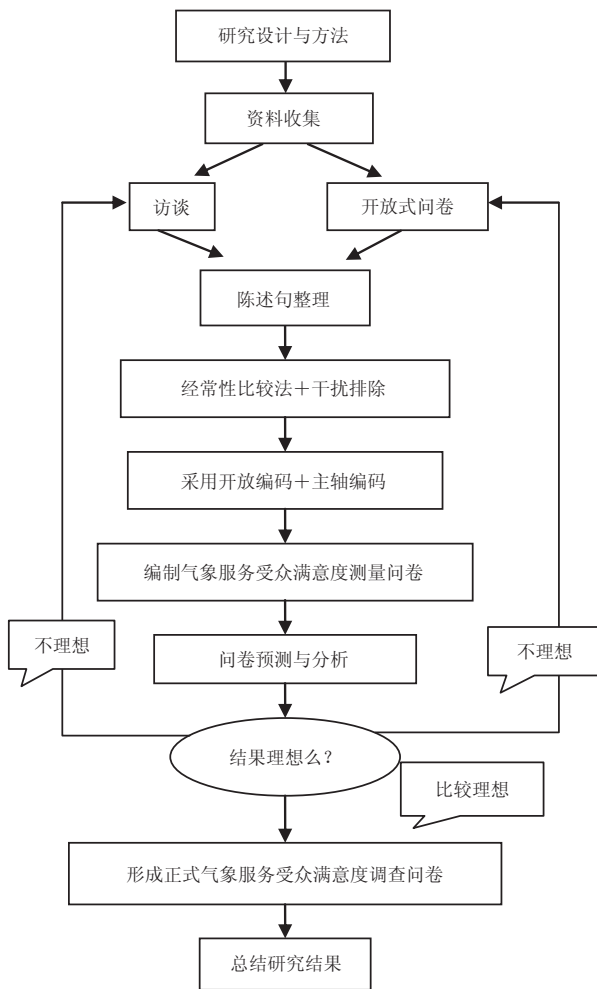 研究设计与方法
资料收集
访谈
开放式问卷
陈述句整理
经常性比较法＋干扰排除
采用开放编码＋主轴编码
编制气象服务受众满意度测量问卷
不理想
问卷预测与分析
不理想
结果理想么？
比较理想
形成正式气象服务受众满意度调查问卷
总结研究结果